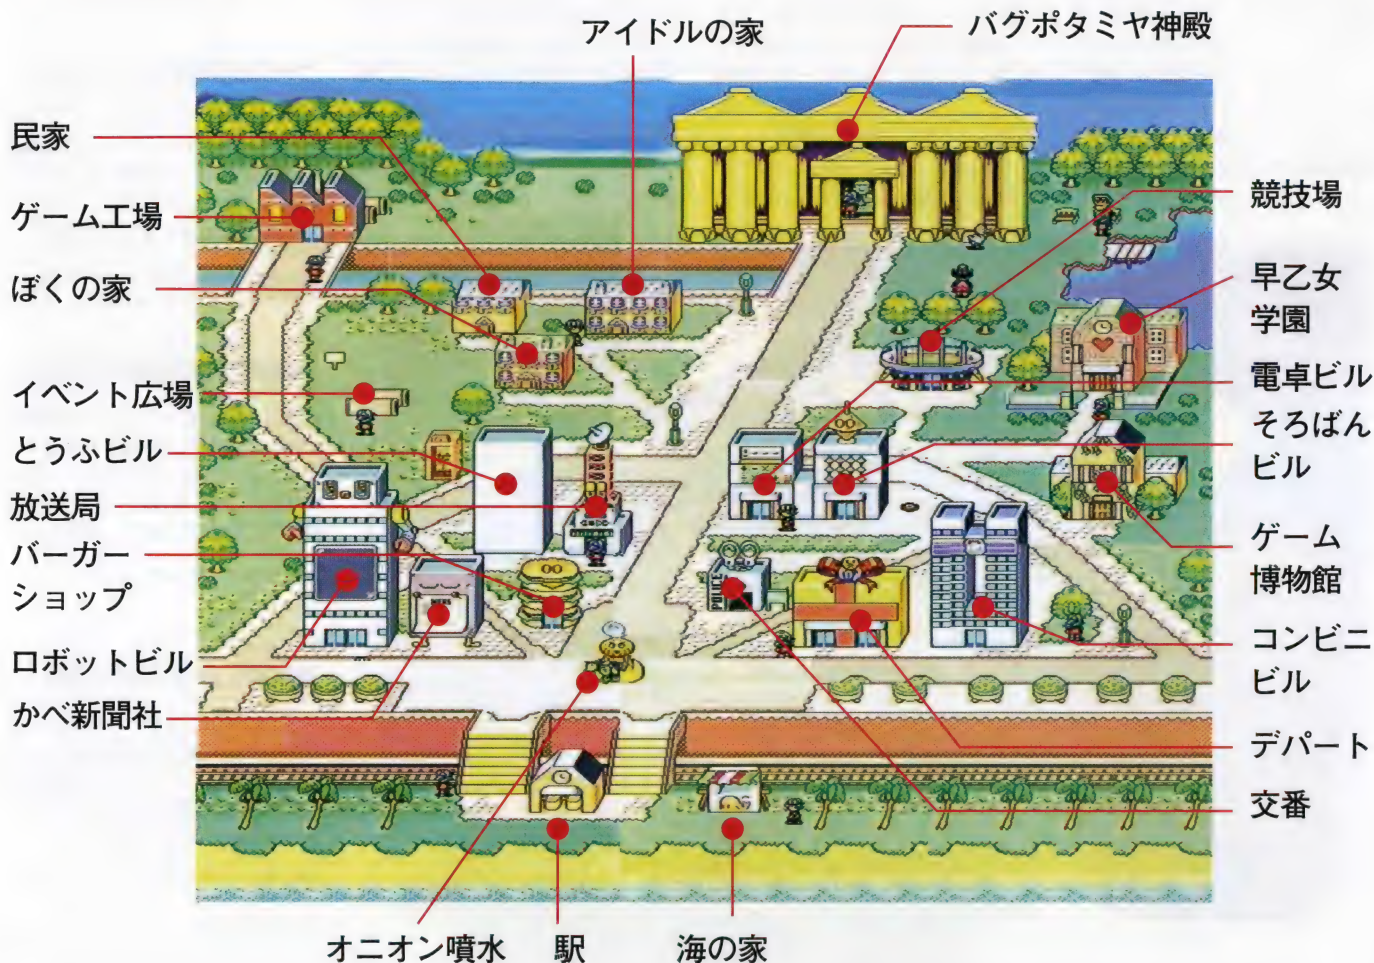 アイドルの家
バグポタミヤ神殿
民家
ゲーム工場
ぼくの家
イベント広場
とうふビル
放送局
バーガー
ショップ
ロボットビル
かべ新聞社
競技場
早乙女
学園
電卓ビル
そろばん
ビル
ゲーム
博物館
コンビニ
ビル
デパート
交番
オニオン噴水
駅
海の家
POLICE
NEWS